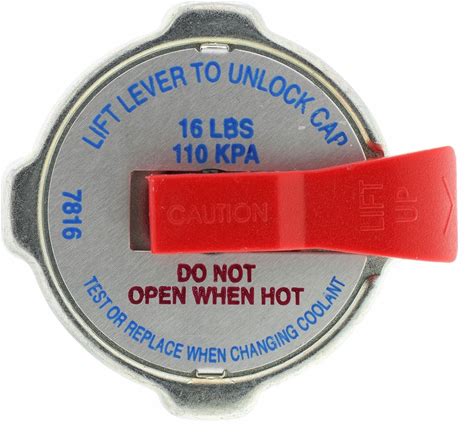 LIFT LEVER TO UNLOCK CAP
16 LBS
110 KPA
7816
CAUTION
LIFT
UP
DO NOT
OPEN WHEN HOT
TEST OR REPLACE WHEN CHANGING COOLANT